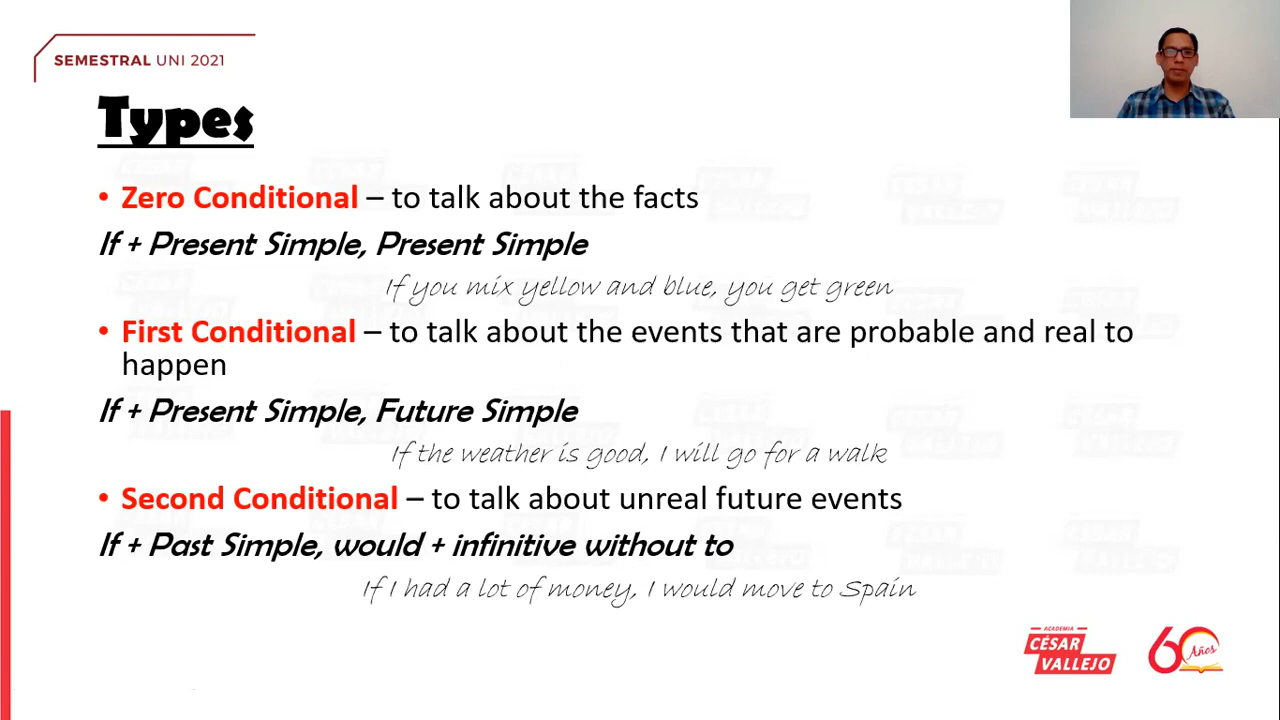 SEMESTRAL UNI 2021
Types
• Zero Conditional – to talk about the facts
If + Present Simple, Present Simple
If you mix yellow and blue, you get green
• First Conditional – to talk about the events that are probable and real to
happen
If + Present Simple, Future Simple
If the weather is good, I will go for a walk
• Second Conditional – to talk about unreal future events
If + Past Simple, would + infinitive without to
If I had a lot of money, I would move to Spain
ACADEMIA
CÉSAR
VALLEJO
60 Años